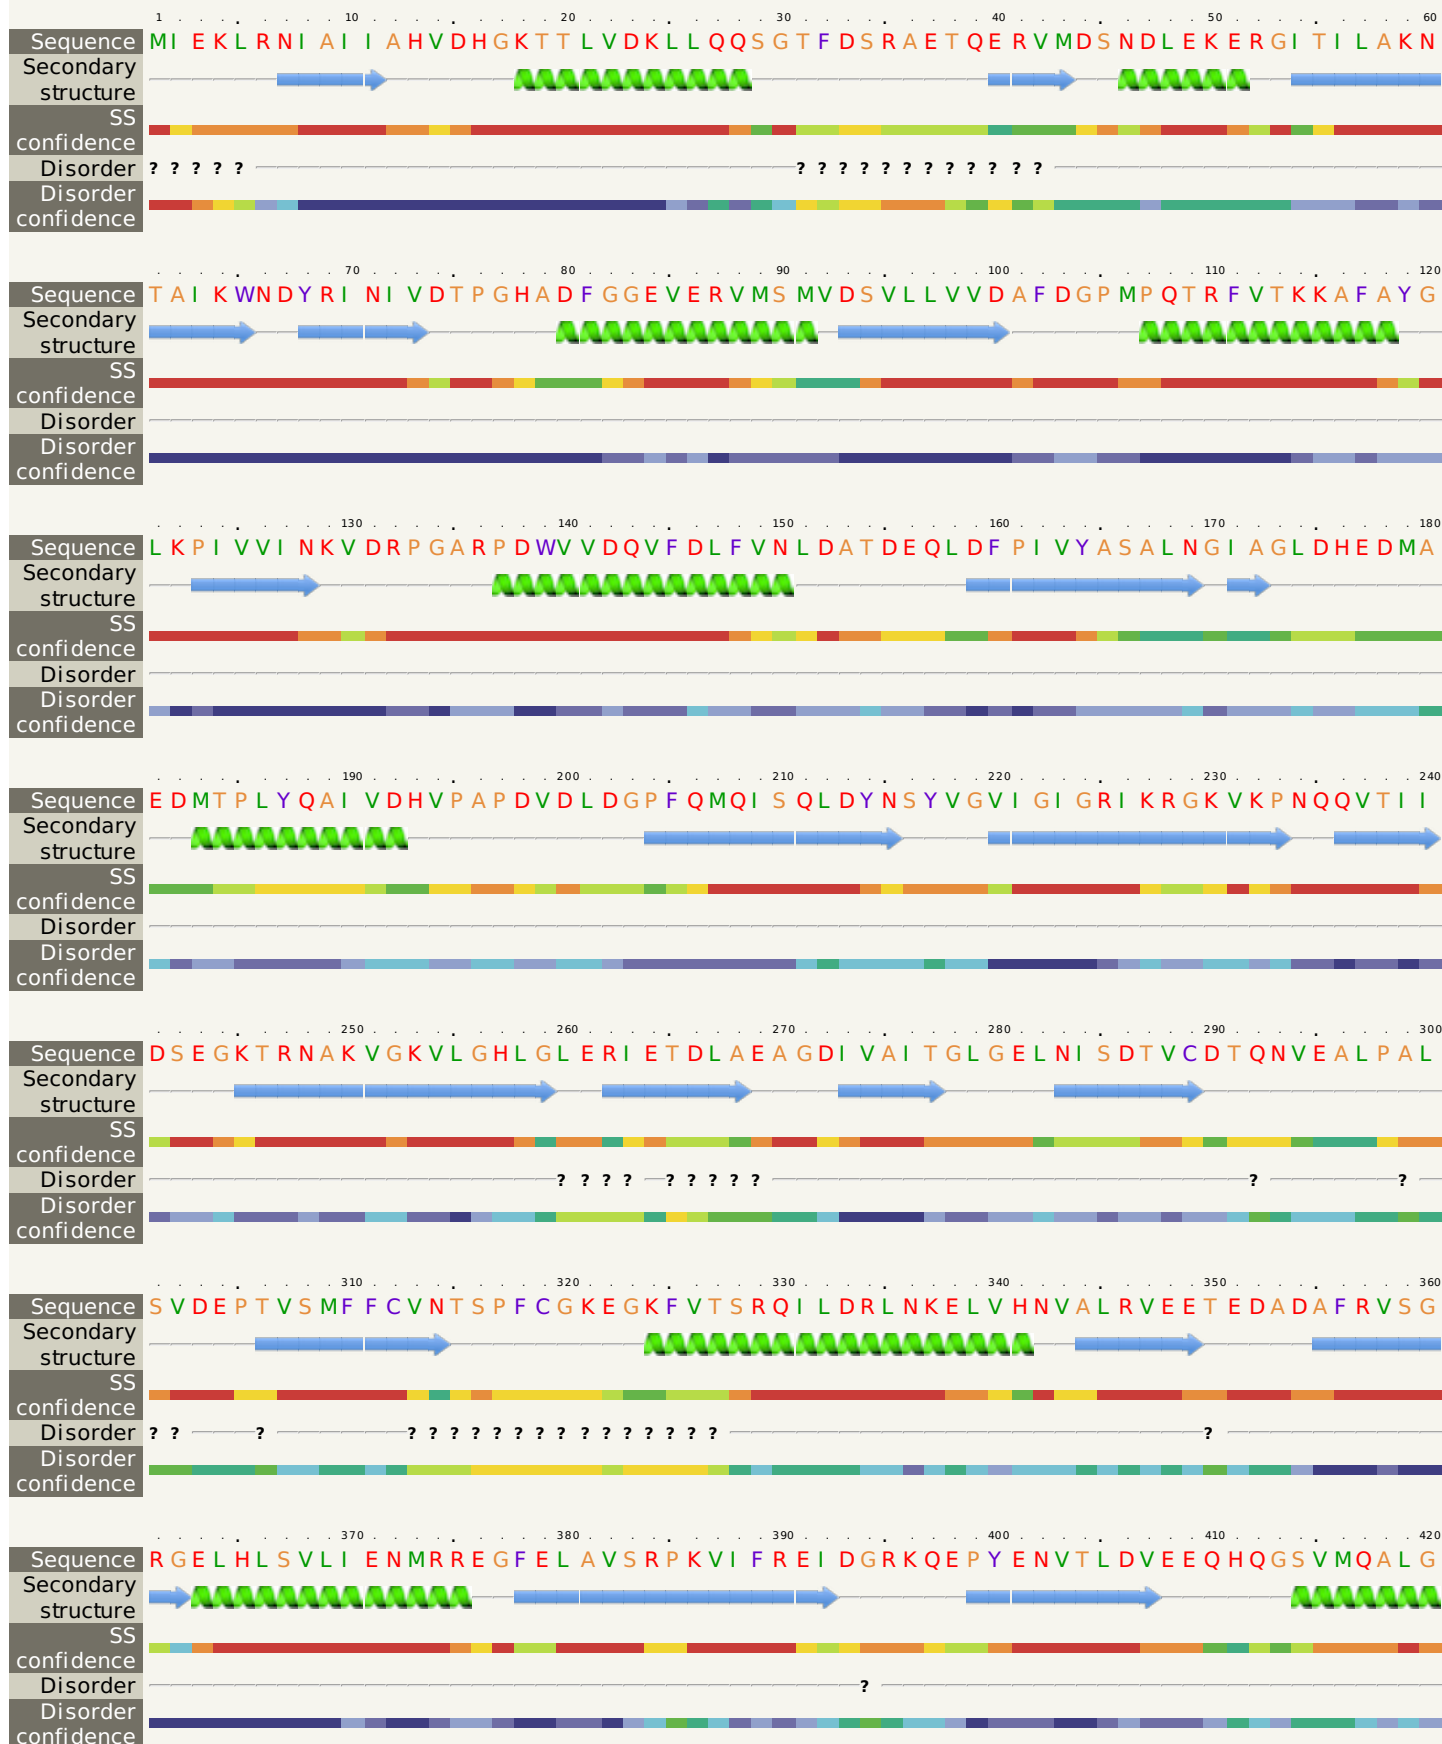 1 10 20 30 40 50 60
Sequence MIEKLRNIAIIAHVDHGKTTLVDKLLQQSGTFDSRAETQERVMDSNDLEKERGITILAKN
Secondary
structure
SS
confidence
Disorder ? ? ? ? ? ? ? ? ? ? ? ? ? ? ? ? ?
Disorder
confidence
70 80 90 100 110 120
Sequence TAIKWNDYRINIVDTPGHADFGGEVERVMSMVDSVLLVVDAFDGPMPQTRFVTKKAFAYG
Secondary
structure
SS
confidence
Disorder
Disorder
confidence
130 140 150 160 170 180
Sequence LKPIVVINKVDRPGARPDWVVDQVFDLFVNLDATDEQLDFPIVYASALNGIAGLDHEDMA
Secondary
structure
SS
confidence
Disorder
Disorder
confidence
190 200 210 220 230 240
Sequence EDMTPLYQAIVDHVPAPDVDLDGPFQMQISQLDYNSYVGVIGIGRIKRGKVKPNQQVTII
Secondary
structure
SS
confidence
Disorder
Disorder
confidence
250 260 270 280 290 300
Sequence DSEGKTRNAKVGKVLGHLGLERIETDLAEAGDIVAITGLGELNISDTVCDTQNVEALPAL
Secondary
structure
SS
confidence
Disorder ? ? ? ? ? ? ? ? ? ? ?
Disorder
confidence
310 320 330 340 350 360
Sequence SVDEPTVSMFFCVNTSPFCGKEGKFVTSRQILDRLNKELVHNVALRVEETEDADAFRVSG
Secondary
structure
SS
confidence
Disorder ? ? ? ? ? ? ? ? ? ? ? ? ? ? ? ? ? ? ?
Disorder
confidence
370 380 390 400 410 420
Sequence RGELHLSVLIENMRREGFELAVSRPKVIFREIDGRKQEPYENVTLDVEEQHQGSVMQALG
Secondary
structure
SS
confidence
Disorder ?
Disorder
confidence